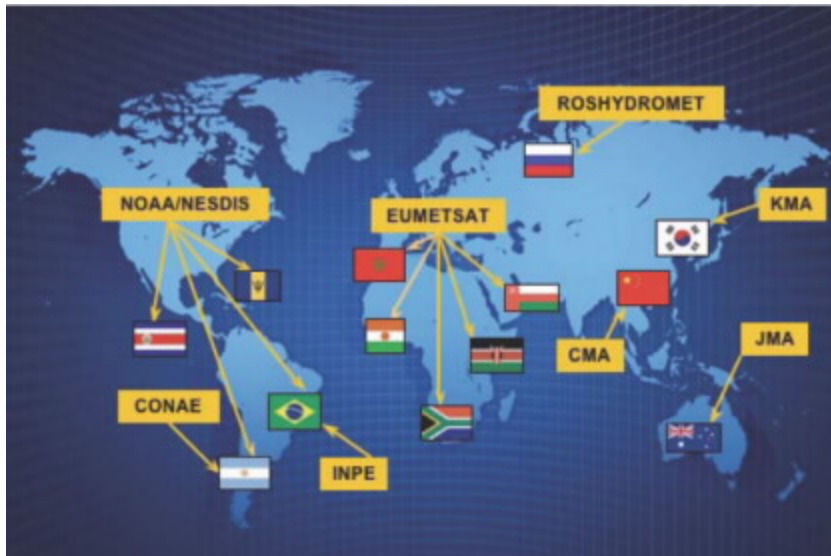 ROSHYDROMET
NOAA/NESDIS
EUMETSAT
KMA
CMA
JMA
CONAE
INPE